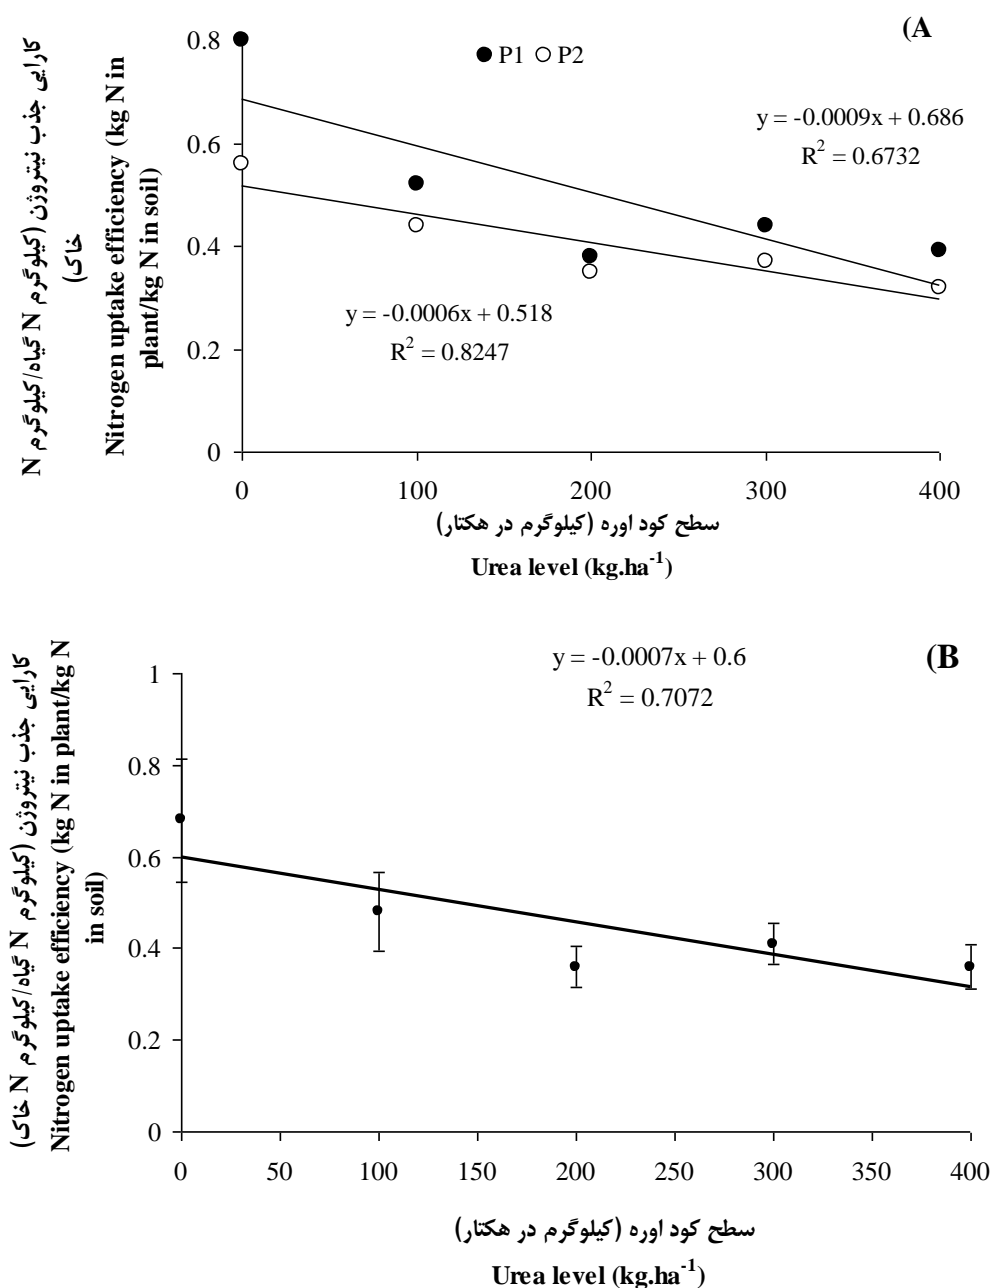 (A
P1 P2
y = -0.0009x + 0.686
R² = 0.6732
y = -0.0006x + 0.518
R² = 0.8247
کارایی جذب نیتروژن (کیلوگرم N گیاه/کیلوگرم N
خاک)
Nitrogen uptake efficiency (kg N in
plant/kg N in soil)
0.8
0.6
0.4
0.2
0
0 100 200 300 400
سطح کود اوره (کیلوگرم در هکتار)
Urea level (kg.ha⁻¹)
(B
y = -0.0007x + 0.6
R² = 0.7072
کارایی جذب نیتروژن (کیلوگرم N گیاه/کیلوگرم N خاک)
Nitrogen uptake efficiency (kg N in plant/kg N
in soil)
1
0.8
0.6
0.4
0.2
0
0 50 100 150 200 250 300 350 400
سطح کود اوره (کیلوگرم در هکتار)
Urea level (kg.ha⁻¹)